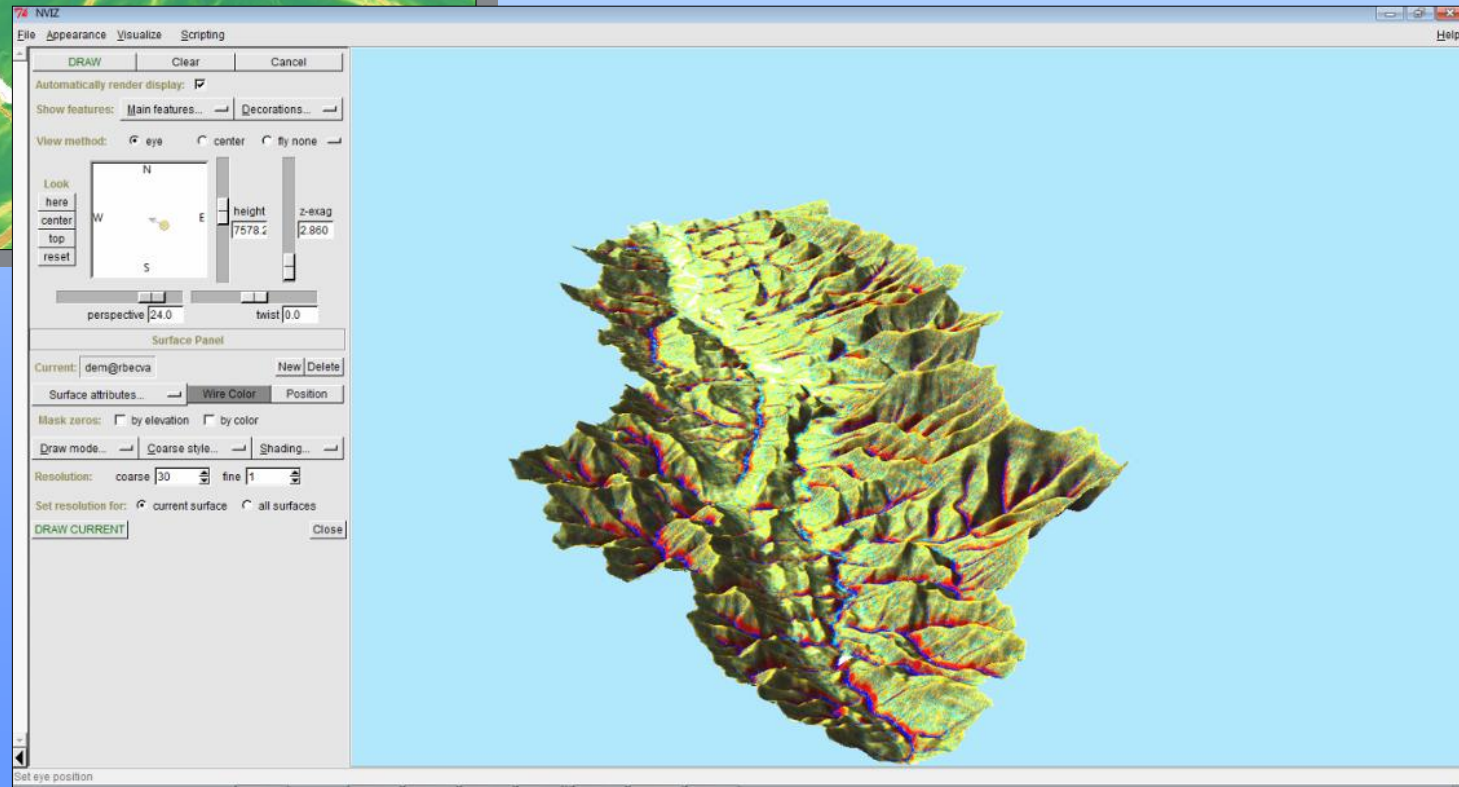 NVIZ
File Appearance Visualize Scripting Help
DRAW Clear Cancel
Automatically render display:
Show features: Main features... Decorations...
View method: eye center fly none
Look
here
center
top
reset
N
W E
S
height
7578.2
z-exag
2.860
perspective 24.0 twist 0.0
Surface Panel
Current: dem@rbecva New Delete
Surface attributes... Wire Color Position
Mask zeros: by elevation by color
Draw mode... Coarse style... Shading...
Resolution: coarse 30 fine 1
Set resolution for: current surface all surfaces
DRAW CURRENT Close
Set eye position